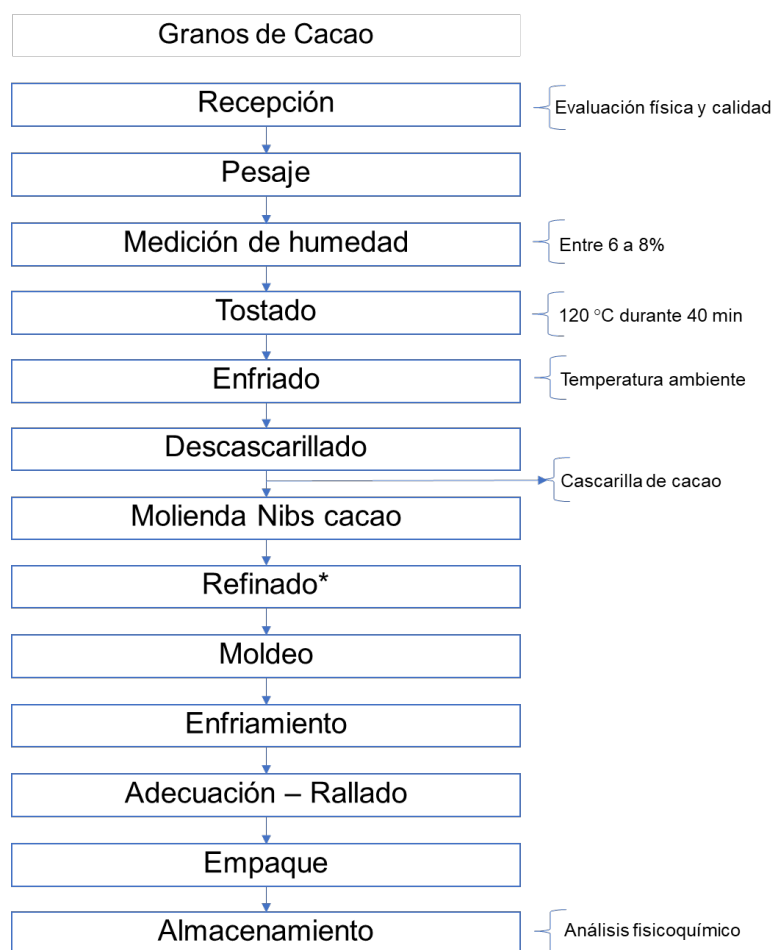 Granos de Cacao
Recepción
Evaluación física y calidad
Pesaje
Medición de humedad
Entre 6 a 8%
Tostado
120 °C durante 40 min
Enfriado
Temperatura ambiente
Descascarillado
Cascarilla de cacao
Molienda Nibs cacao
Refinado*
Moldeo
Enfriamiento
Adecuación – Rallado
Empaque
Almacenamiento
Análisis fisicoquímico